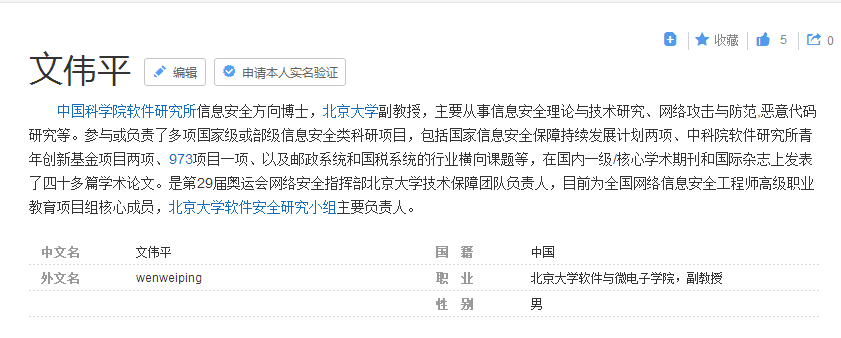 收藏 5 0
文伟平 编辑 申请本人实名验证
中国科学院软件研究所信息安全方向博士，北京大学副教授，主要从事信息安全理论与技术研究、网络攻击与防范,恶意代码
研究等。参与或负责了多项国家级或部级信息安全类科研项目，包括国家信息安全保障持续发展计划两项、中科院软件研究所青
年创新基金项目两项、973项目一项、以及邮政系统和国税系统的行业横向课题等，在国内一级/核心学术期刊和国际杂志上发表
了四十多篇学术论文。是第29届奥运会网络安全指挥部北京大学技术保障团队负责人，目前为全国网络信息安全工程师高级职业
教育项目组核心成员，北京大学软件安全研究小组主要负责人。
中文名 文伟平 国 籍 中国
外文名 wenweiping 职 业 北京大学软件与微电子学院，副教授
性 别 男